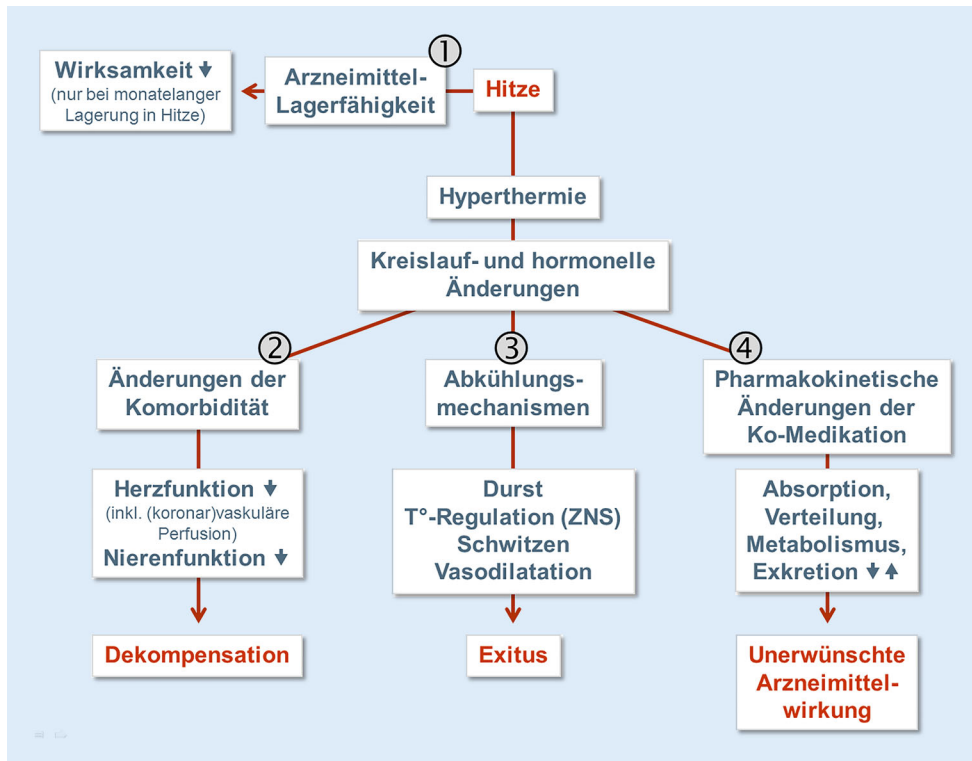 ①
Wirksamkeit ↓
(nur bei monatelanger
Lagerung in Hitze)
Arzneimittel-
Lagerfähigkeit
Hitze
Hyperthermie
Kreislauf- und hormonelle
Änderungen
②
Änderungen der
Komorbidität
Herzfunktion ↓
(inkl. (koronar)vaskuläre
Perfusion)
Nierenfunktion ↓
Dekompensation
③
Abkühlungs-
mechanismen
Durst
T°-Regulation (ZNS)
Schwitzen
Vasodilatation
Exitus
④
Pharmakokinetische
Änderungen der
Ko-Medikation
Absorption,
Verteilung,
Metabolismus,
Exkretion ↓↑
Unerwünschte
Arzneimittel-
wirkung